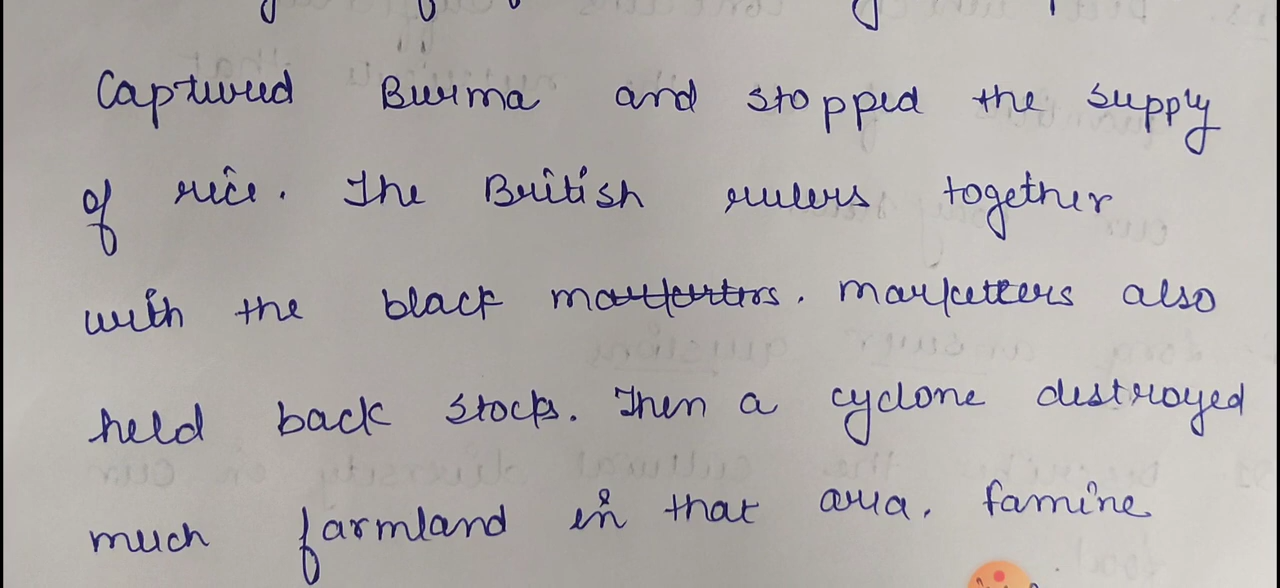 Captured Burma and stopped the supply
of rice. The British rulers together
with the black marketters also
held back stocks. Then a cyclone destroyed
much farmland in that area. famine